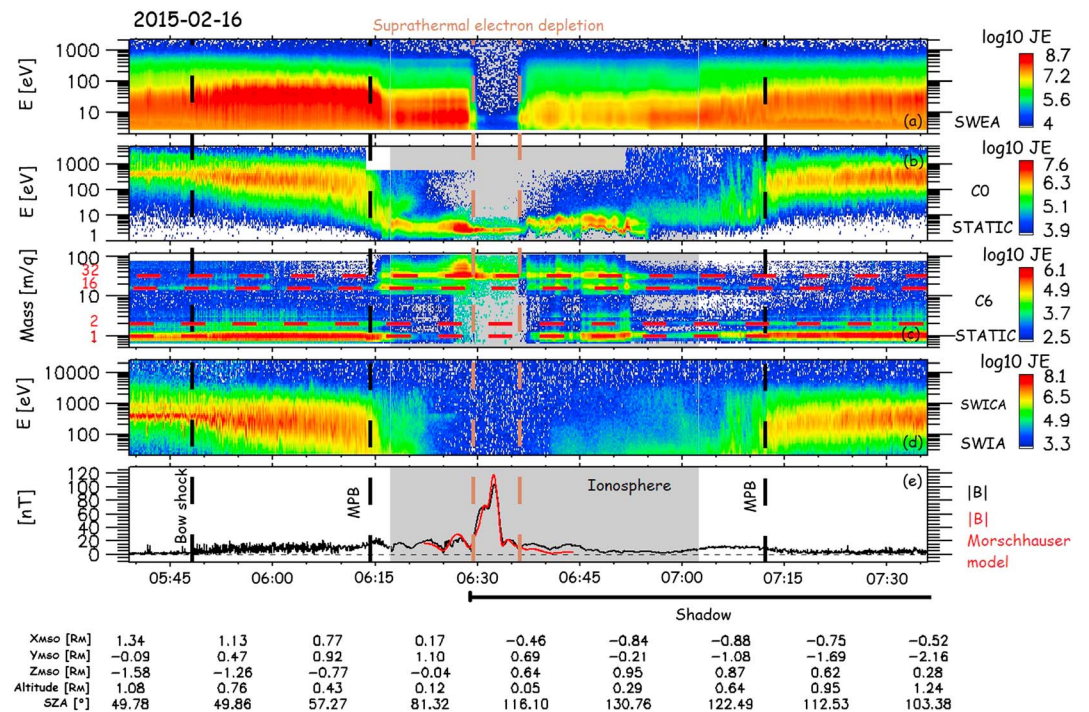 2015-02-16
Suprathermal electron depletion
log10 JE
E [eV]
1000
100
10
(a)
SWEA
8.7
7.2
5.6
4
log10 JE
E [eV]
1000
100
10
1
(b)
C0
STATIC
7.6
6.3
5.1
3.9
log10 JE
Mass [m/q]
100
32
16
10
2
1
(c)
C6
STATIC
6.1
4.9
3.7
2.5
log10 JE
E [eV]
10000
1000
100
(d)
SWICA
SWIA
8.1
6.5
4.9
3.3
[nT]
120
100
80
60
40
20
0
Bow shock
MPB
Ionosphere
MPB
(e)
|B|
|B|
Morschhauser
model
05:45 06:00 06:15 06:30 06:45 07:00 07:15 07:30
Shadow
XMSO [RM] 1.34 1.13 0.77 0.17 −0.46 −0.84 −0.88 −0.75 −0.52
YMSO [RM] −0.09 0.47 0.92 1.10 0.69 −0.21 −1.08 −1.69 −2.16
ZMSO [RM] −1.58 −1.26 −0.77 −0.04 0.64 0.95 0.87 0.62 0.28
Altitude [RM] 1.08 0.76 0.43 0.12 0.05 0.29 0.64 0.95 1.24
SZA [°] 49.78 49.86 57.27 81.32 116.10 130.76 122.49 112.53 103.38